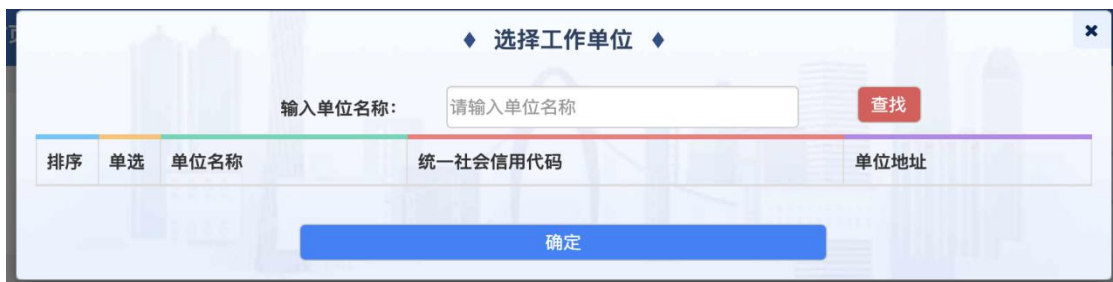 ♦ 选择工作单位 ♦
输入单位名称: 请输入单位名称 查找
排序 单选 单位名称 统一社会信用代码 单位地址
确定